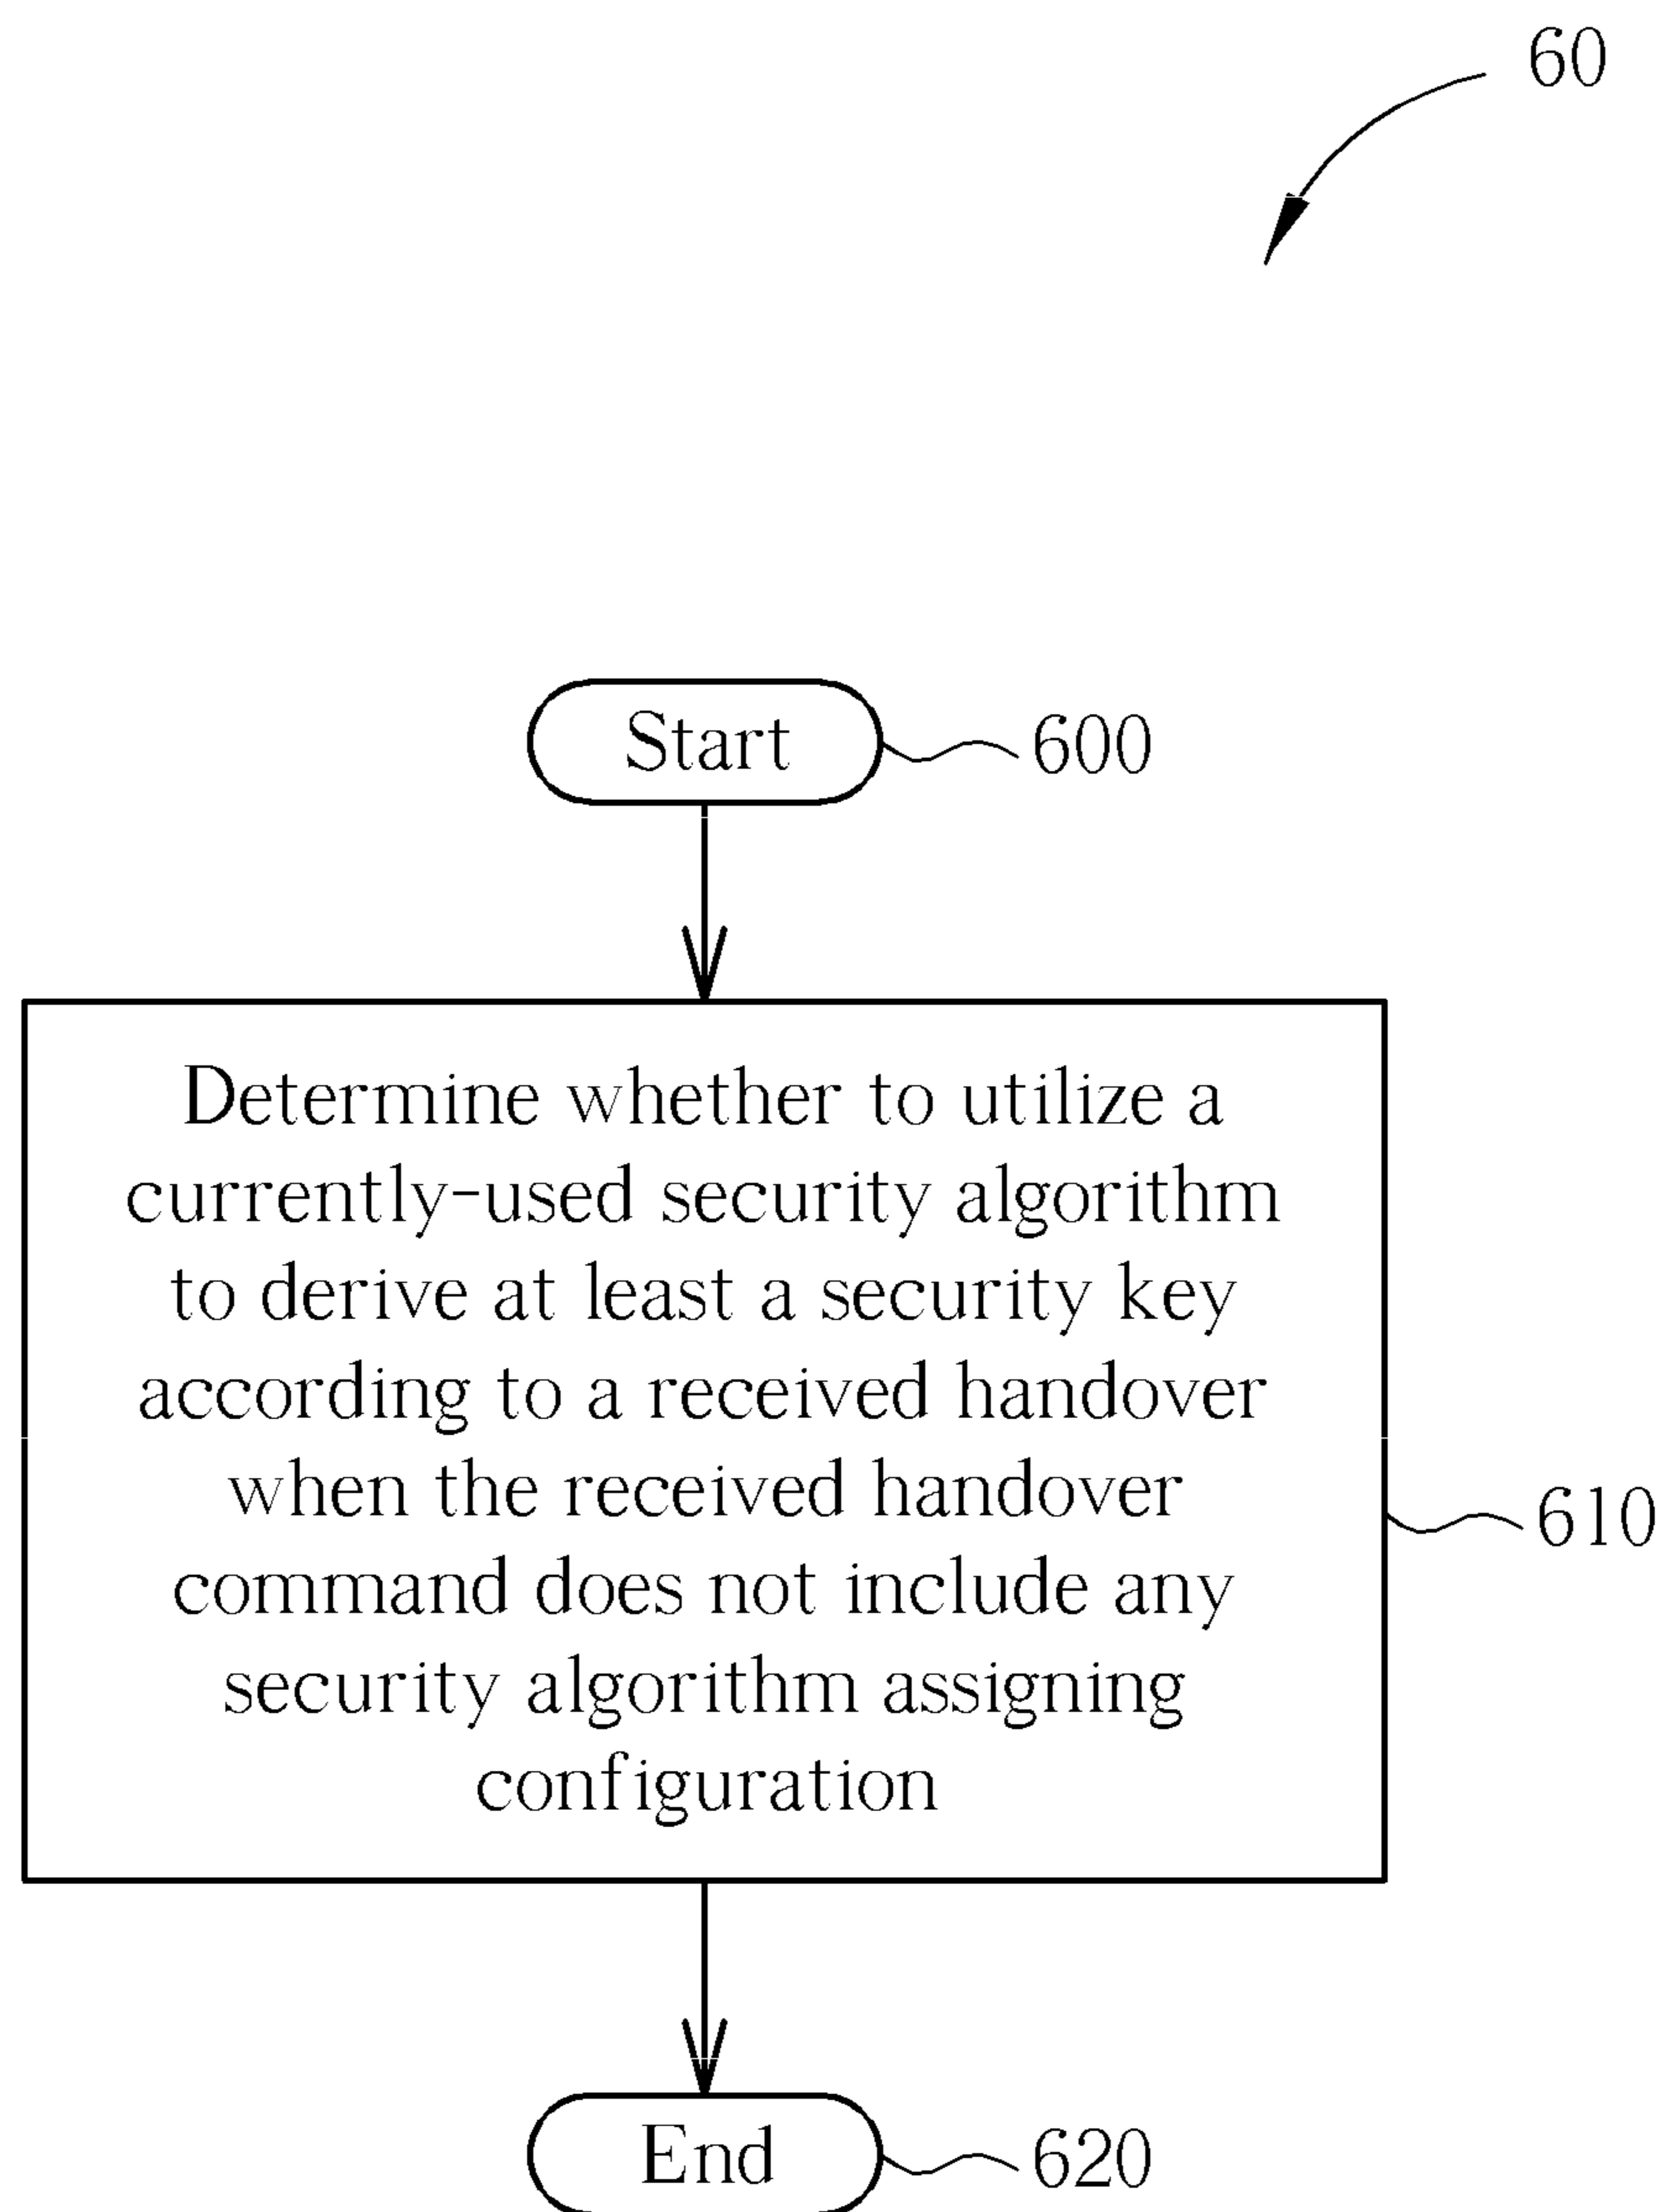 60
Start
600
Determine whether to utilize a
currently-used security algorithm
to derive at least a security key
according to a received handover
when the received handover
command does not include any
security algorithm assigning
configuration
610
End
620